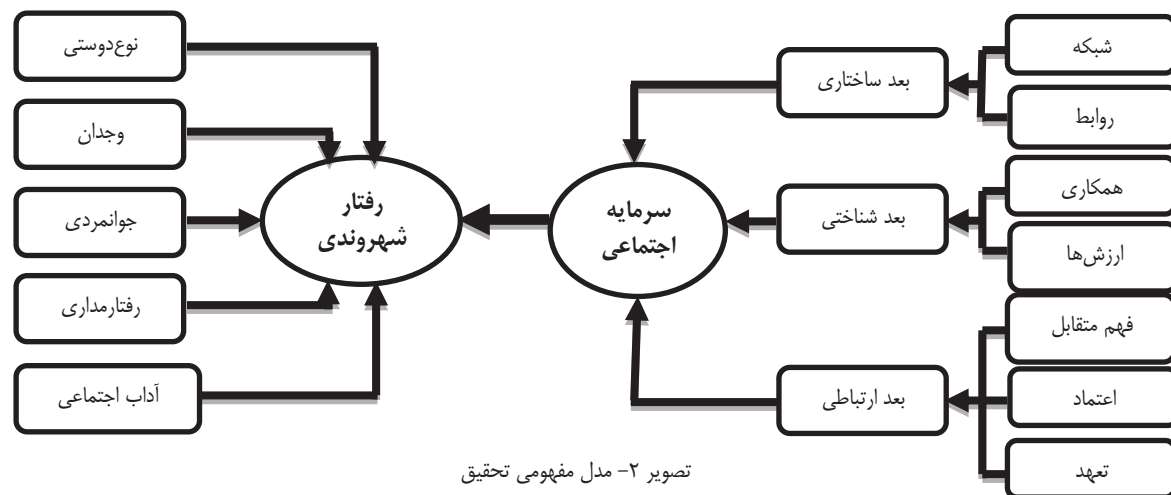 شبکه
روابط
همکاری
ارزش‌ها
فهم متقابل
اعتماد
تعهد
بعد ساختاری
بعد شناختی
بعد ارتباطی
سرمایه
اجتماعی
رفتار
شهروندی
نوع‌دوستی
وجدان
جوانمردی
رفتارمداری
آداب اجتماعی
تصویر ۲- مدل مفهومی تحقیق